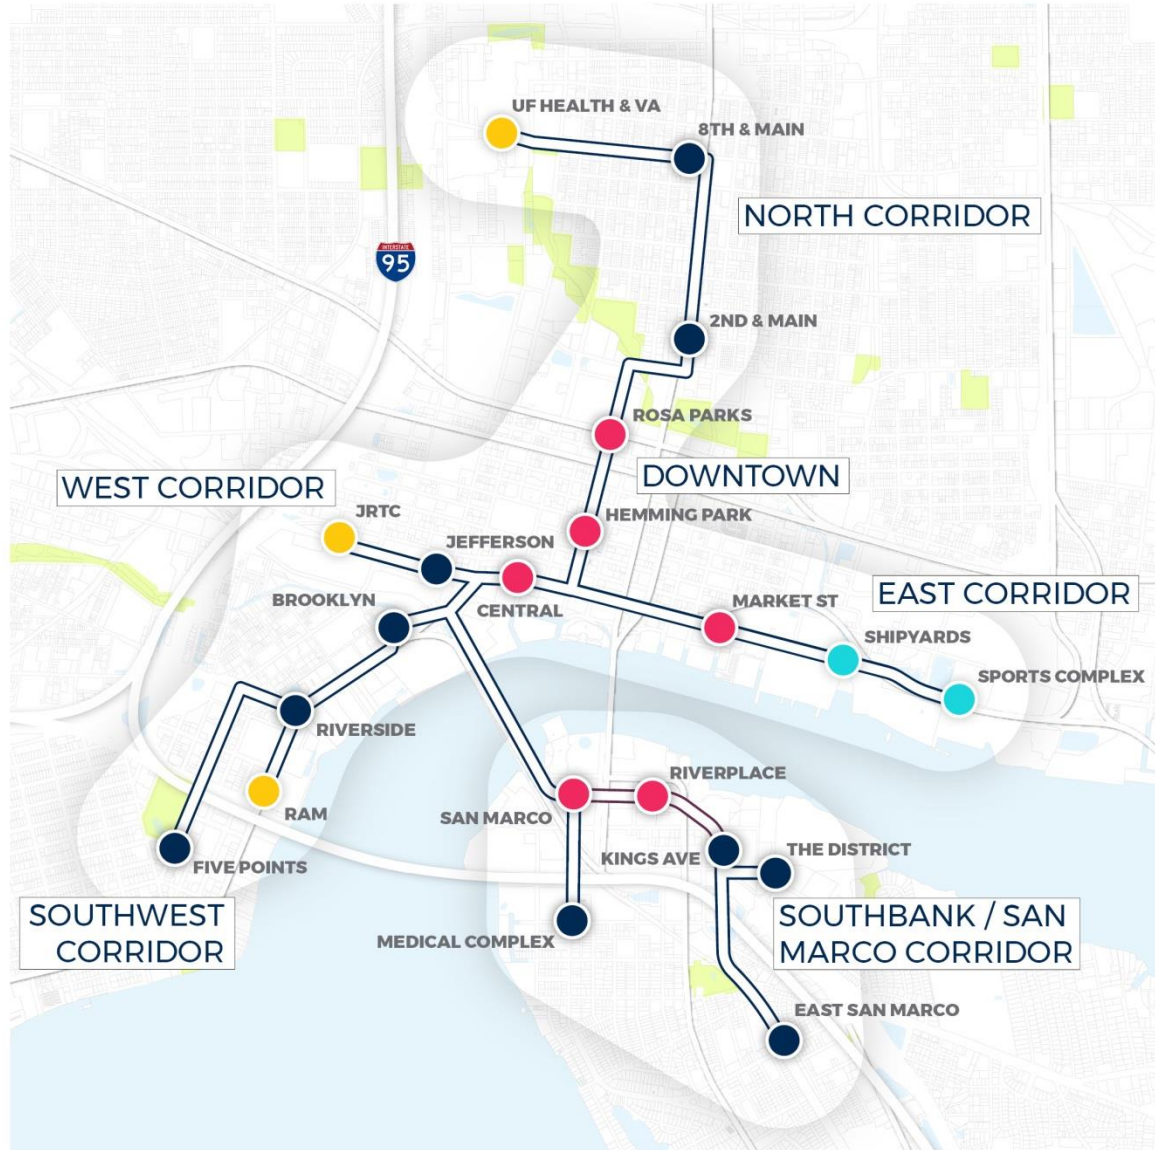 UF HEALTH & VA
8TH & MAIN
NORTH CORRIDOR
INTERSTATE
95
2ND & MAIN
ROSA PARKS
DOWNTOWN
WEST CORRIDOR
JRTC
HEMMING PARK
JEFFERSON
EAST CORRIDOR
BROOKLYN
CENTRAL
MARKET ST
SHIPYARDS
SPORTS COMPLEX
RIVERSIDE
RIVERPLACE
RAM
SAN MARCO
FIVE POINTS
KINGS AVE
THE DISTRICT
SOUTHWEST
CORRIDOR
MEDICAL COMPLEX
SOUTHBANK / SAN
MARCO CORRIDOR
EAST SAN MARCO